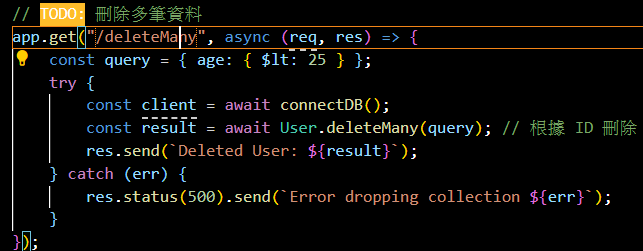 // TODO: 刪除多筆資料
app.get("/deleteMany", async (req, res) => {
    const query = { age: { $lt: 25 } };
    try {
        const client = await connectDB();
        const result = await User.deleteMany(query); // 根據 ID 刪除
        res.send(`Deleted User: ${result}`);
    } catch (err) {
        res.status(500).send(`Error dropping collection ${err}`);
    }
});